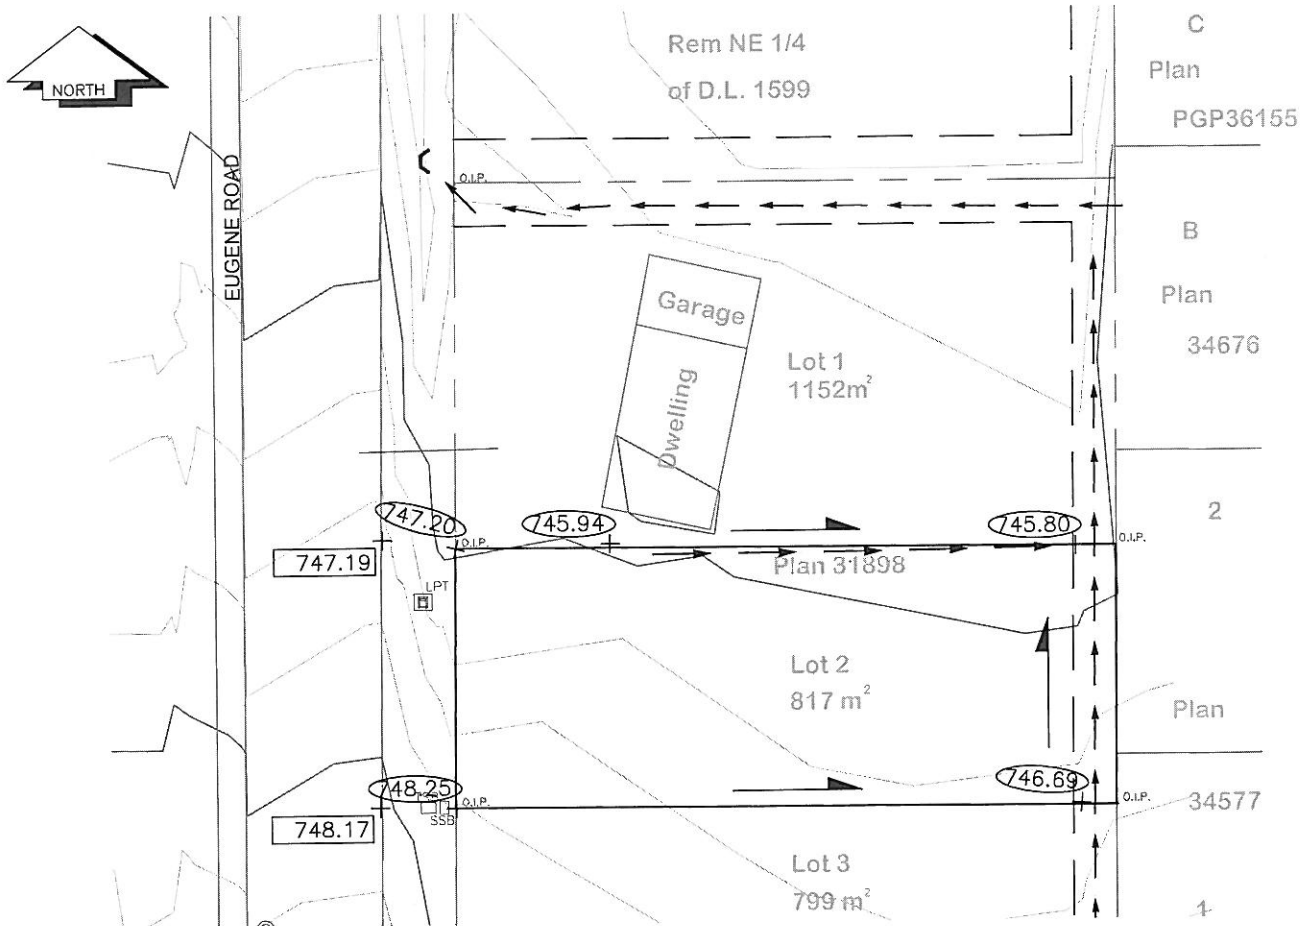 NORTH
EUGENE ROAD
Rem NE 1/4
of D.L. 1599
C
Plan
PGP36155
O.I.P.
B
Plan
34676
Garage
Dwelling
Lot 1
1152m²
2
747.20
745.94
745.80
O.I.P.
O.I.P.
747.19
Plan 31898
LPT
Lot 2
817 m²
Plan
748.25
746.69
O.I.P.
O.I.P.
34577
SSB
748.17
Lot 3
799 m²
1